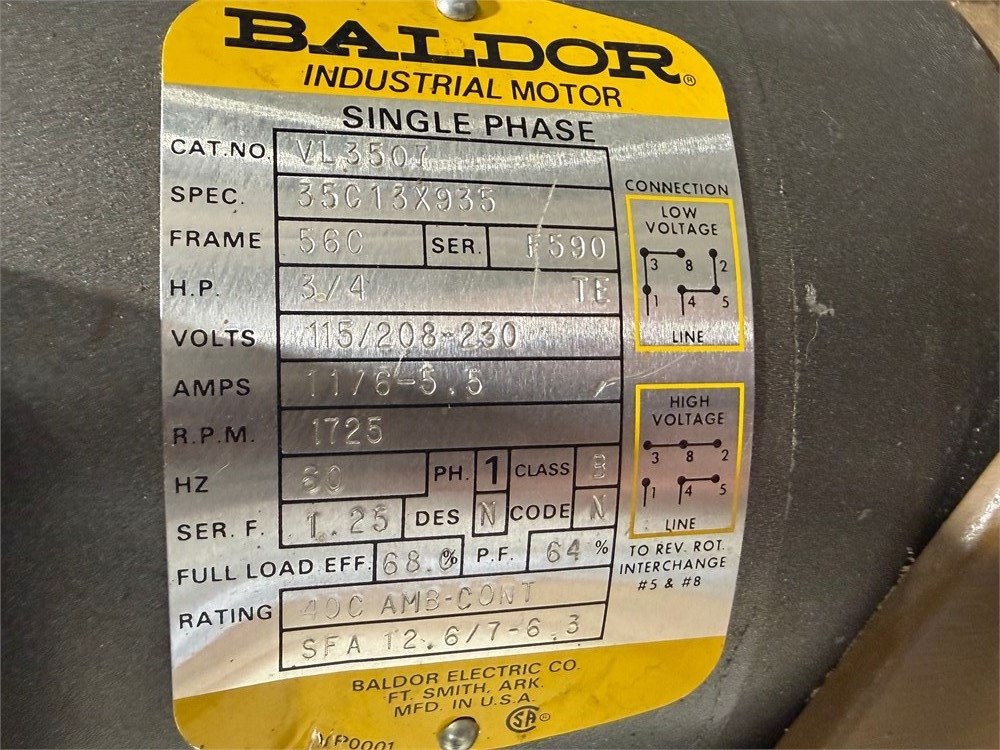 BALDOR®
INDUSTRIAL MOTOR
SINGLE PHASE
CAT.NO. VL3507
SPEC. 35C13X935
FRAME 56C SER. F590
H.P. 3/4 TE
VOLTS 115/208-230
AMPS 11/6-5.5
R.P.M. 1725
HZ 60 PH. 1 CLASS B
SER. F. 1.25 DES N CODE N
FULL LOAD EFF. 68.0% P.F. 64%
RATING 40C AMB-CONT
SFA 12.6/7-6.3
CONNECTION
LOW
VOLTAGE
3 8 2
1 4 5
LINE
HIGH
VOLTAGE
3 8 2
1 4 5
LINE
TO REV. ROT.
INTERCHANGE
#5 & #8
BALDOR ELECTRIC CO.
FT. SMITH, ARK.
MFD. IN U.S.A.
SA ©